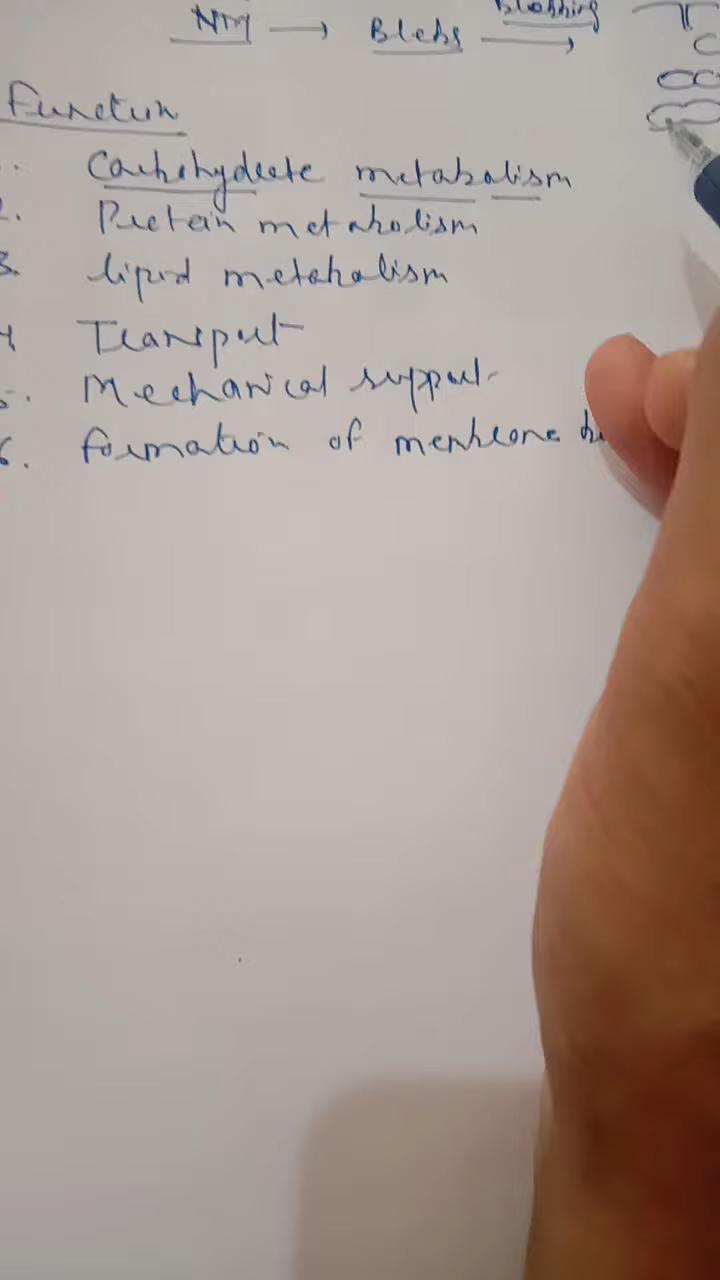 NM → Blebs → Blebbing T C
Function
1. Carbohydrate metabolism
2. Protein metabolism
3. lipid metabolism
4 Transport
5. Mechanical support
6. formation of membrane